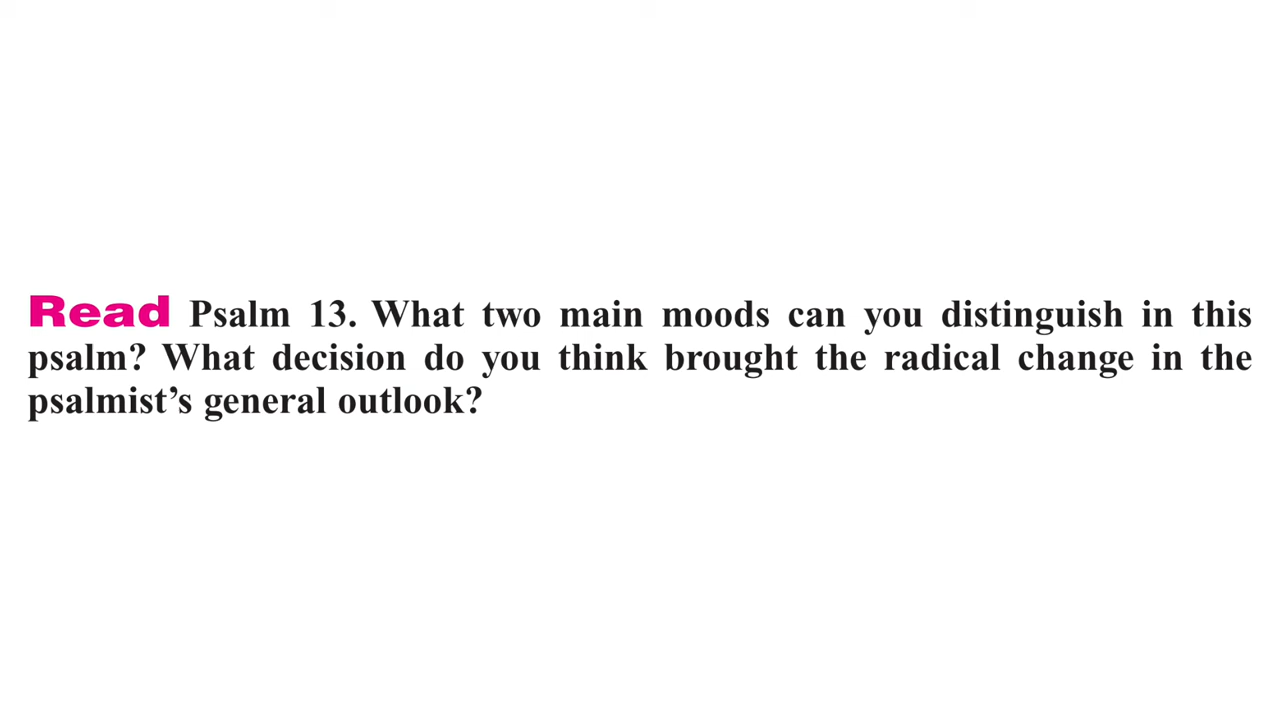 Read Psalm 13. What two main moods can you distinguish in this
psalm? What decision do you think brought the radical change in the
psalmist’s general outlook?